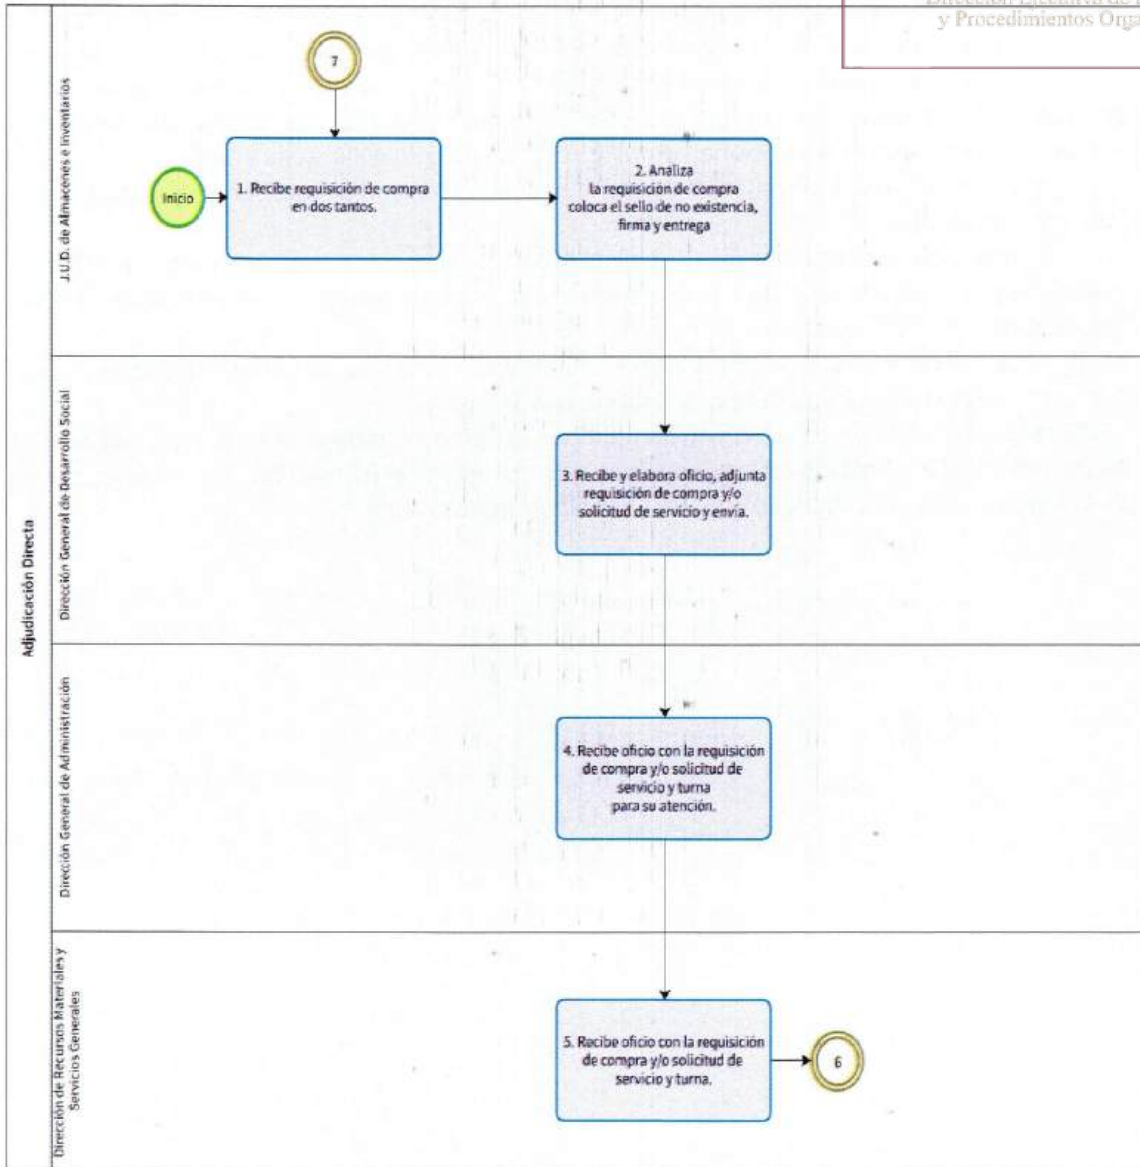 y Procedimientos Orga
Adjudicación Directa
J.U.D. de Almacenes e Inventarios
7
Inicio
1. Recibe requisición de compra
en dos tantos.
2. Analiza
la requisición de compra
coloca el sello de no existencia,
firma y entrega
Dirección General de Desarrollo Social
3. Recibe y elabora oficio, adjunta
requisición de compra y/o
solicitud de servicio y envía.
Dirección General de Administración
4. Recibe oficio con la requisición
de compra y/o solicitud de
servicio y turna
para su atención.
Dirección de Recursos Materiales y
Servicios Generales
5. Recibe oficio con la requisición
de compra y/o solicitud de
servicio y turna.
6